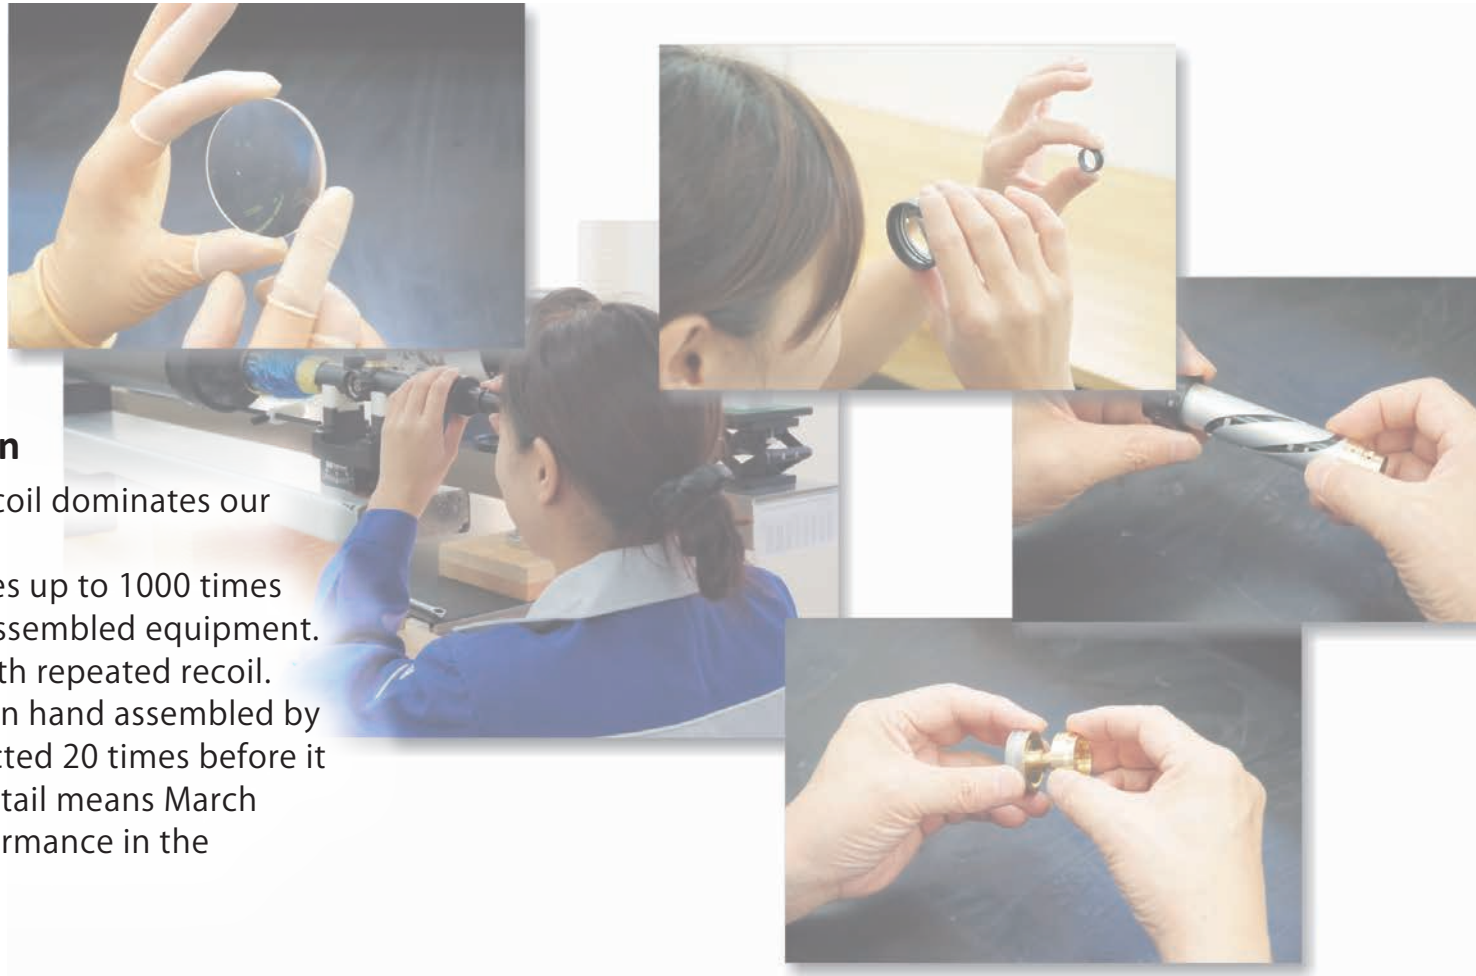 n
coil dominates our
es up to 1000 times
ssembled equipment.
th repeated recoil.
n hand assembled by
cted 20 times before it
tail means March
rmance in the